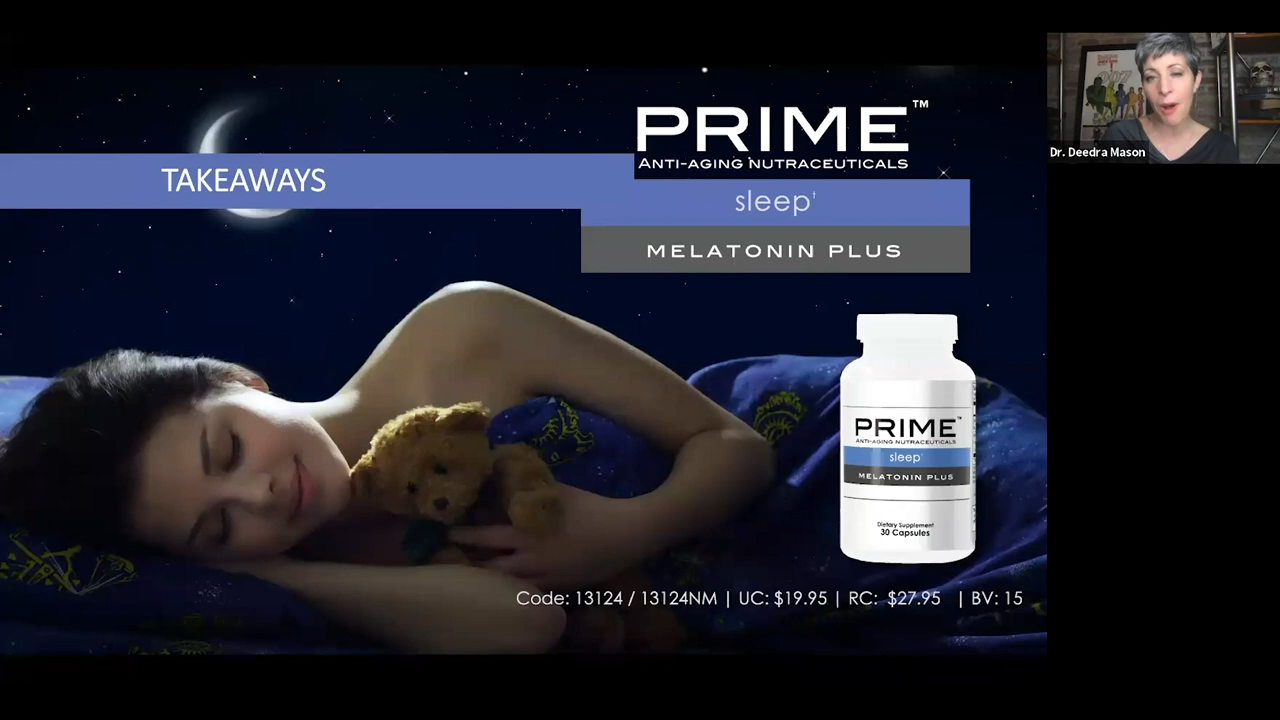 TAKEAWAYS
PRIME™
ANTI-AGING NUTRACEUTICALS
sleep†
MELATONIN PLUS
PRIME™
ANTI-AGING NUTRACEUTICALS
sleep†
MELATONIN PLUS
Dietary Supplement
30 Capsules
Code: 13124 / 13124NM | UC: $19.95 | RC: $27.95 | BV: 15
007
Dr. Deedra Mason